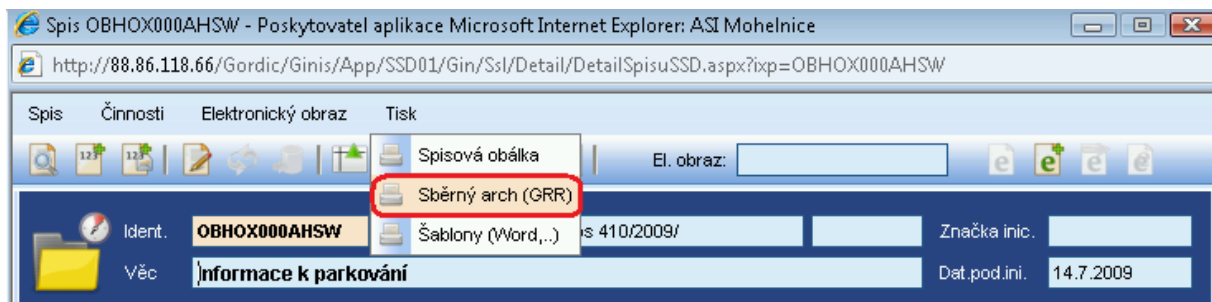 Spis OBHOX000AHSW - Poskytovatel aplikace Microsoft Internet Explorer: ASI Mohelnice
http://88.86.118.66/Gordic/Ginis/App/SSD01/Gin/Ssl/Detail/DetailSpisuSSD.aspx?ixp=OBHOX000AHSW
Spis Činnosti Elektronický obraz Tisk
123 123 Spisová obálka El. obraz: e e e e
Sběrný arch (GRR)
Ident. OBHOX000AHSW Šablony (Word,..) s 410/2009/ Značka inic.
Věc Informace k parkování Dat.pod.ini. 14.7.2009